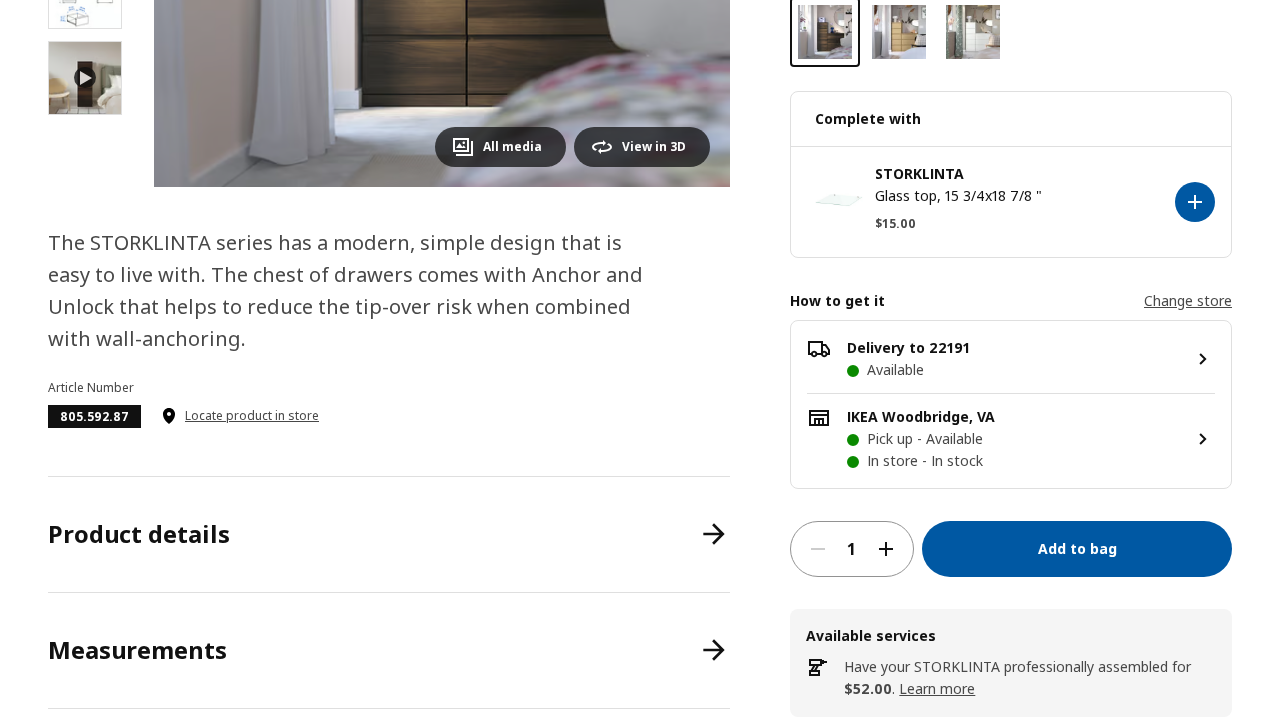 All media
View in 3D
The STORKLINTA series has a modern, simple design that is
easy to live with. The chest of drawers comes with Anchor and
Unlock that helps to reduce the tip-over risk when combined
with wall-anchoring.
Article Number
805.592.87
Locate product in store
Product details
Measurements
Complete with
STORKLINTA
Glass top, 15 3/4x18 7/8 "
$15.00
How to get it
Change store
Delivery to 22191
Available
IKEA Woodbridge, VA
Pick up - Available
In store - In stock
1
Add to bag
Available services
Have your STORKLINTA professionally assembled for
$52.00. Learn more